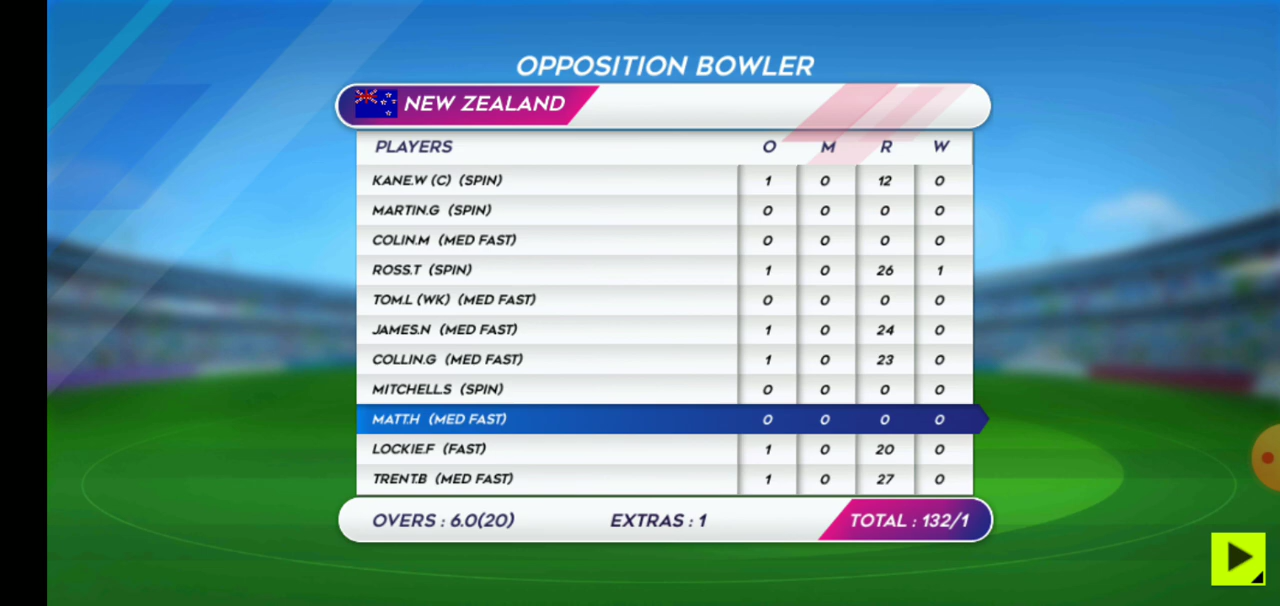 OPPOSITION BOWLER
NEW ZEALAND
PLAYERS O M R W
KANE.W (C) (SPIN) 1 0 12 0
MARTIN.G (SPIN) 0 0 0 0
COLIN.M (MED FAST) 0 0 0 0
ROSS.T (SPIN) 1 0 26 1
TOM.L (WK) (MED FAST) 0 0 0 0
JAMES.N (MED FAST) 1 0 24 0
COLLIN.G (MED FAST) 1 0 23 0
MITCHELL.S (SPIN) 0 0 0 0
MATT.H (MED FAST) 0 0 0 0
LOCKIE.F (FAST) 1 0 20 0
TRENT.B (MED FAST) 1 0 27 0
OVERS : 6.0(20) EXTRAS : 1 TOTAL : 132/1